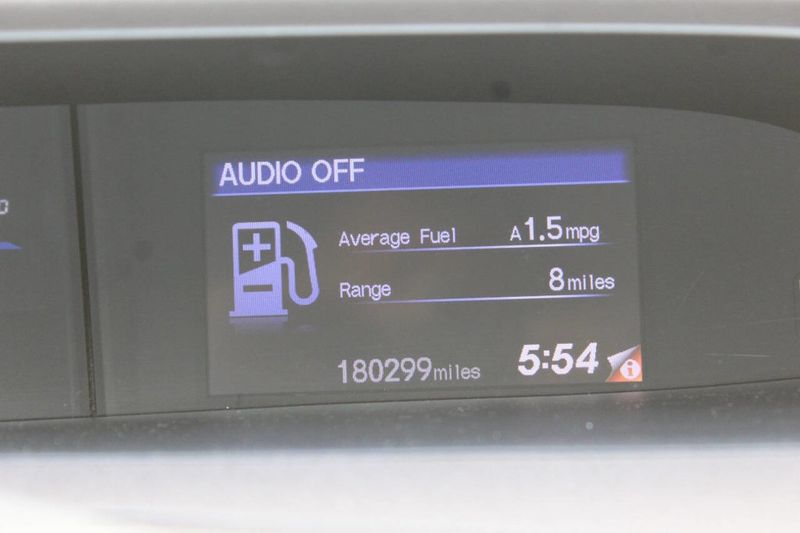 AUDIO OFF
Average Fuel A1.5mpg
Range 8miles
180299miles 5:54